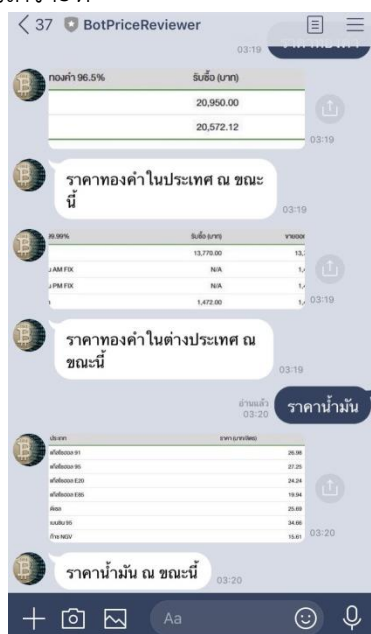 37 BotPriceReviewer
03:19
ทองคำ 96.5% รับซื้อ (บาท)
20,950.00
20,572.12
03:19
ราคาทองคำในประเทศ ณ ขณะ
นี้
03:19
99.99% รับซื้อ (บาท)
13,770.00 13,
AM FIX N/A 1,
PM FIX N/A 1,
1,472.00 1,
03:19
ราคาทองคำในต่างประเทศ ณ
ขณะนี้
03:19
อ่านแล้ว
03:20
ราคาน้ำมัน
ประเภท ราคา (บาท/ลิตร)
แก๊สโซฮอล 91 26.98
แก๊สโซฮอล 95 27.25
แก๊สโซฮอล E20 24.24
แก๊สโซฮอล E85 19.94
ดีเซล 25.69
เบนซิน 95 34.66
ก๊าซ NGV 15.61
03:20
ราคาน้ำมัน ณ ขณะนี้
03:20
Aa